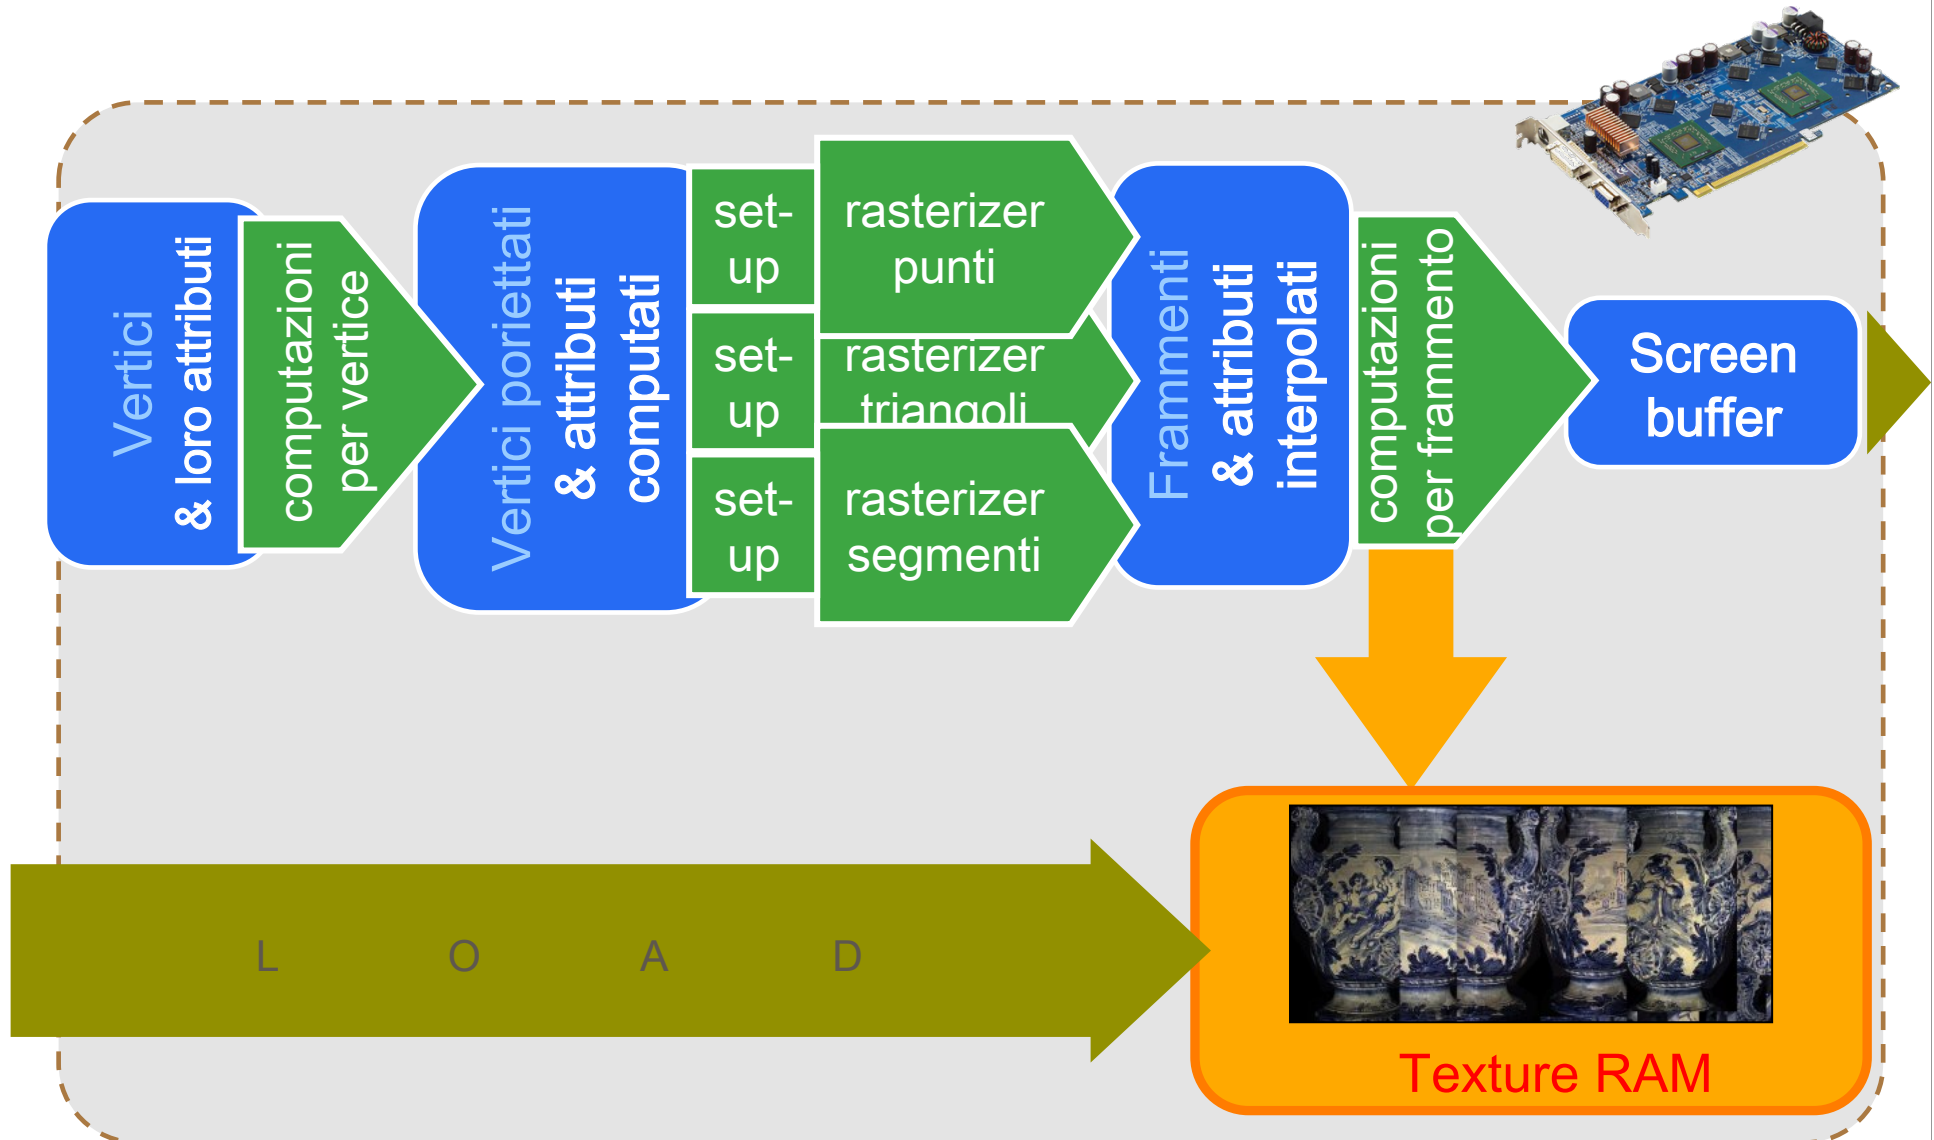 Vertici
& loro attributi
computazioni
per vertice
Vertici poriettati
& attributi
computati
set-
up
rasterizer
punti
set-
up
rasterizer
triangoli
set-
up
rasterizer
segmenti
Frammenti
& attributi
interpolati
computazioni
per frammento
Screen
buffer
L O A D
Texture RAM